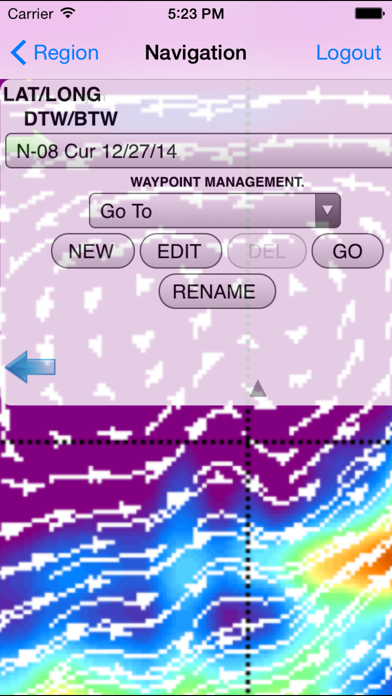 Carrier 5:23 PM
Region Navigation Logout
LAT/LONG
DTW/BTW
N-08 Cur 12/27/14
WAYPOINT MANAGEMENT.
Go To
NEW EDIT DEL GO
RENAME